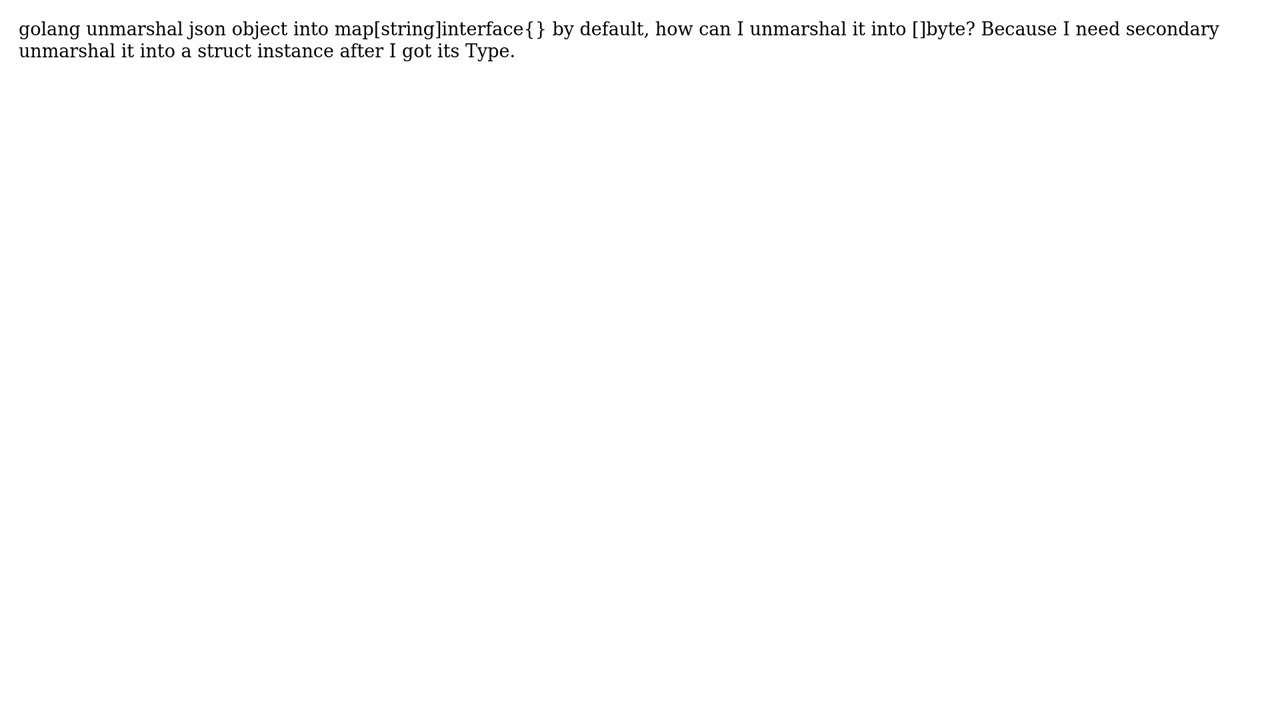 golang unmarshal json object into map[string]interface{} by default, how can I unmarshal it into []byte? Because I need secondary
unmarshal it into a struct instance after I got its Type.